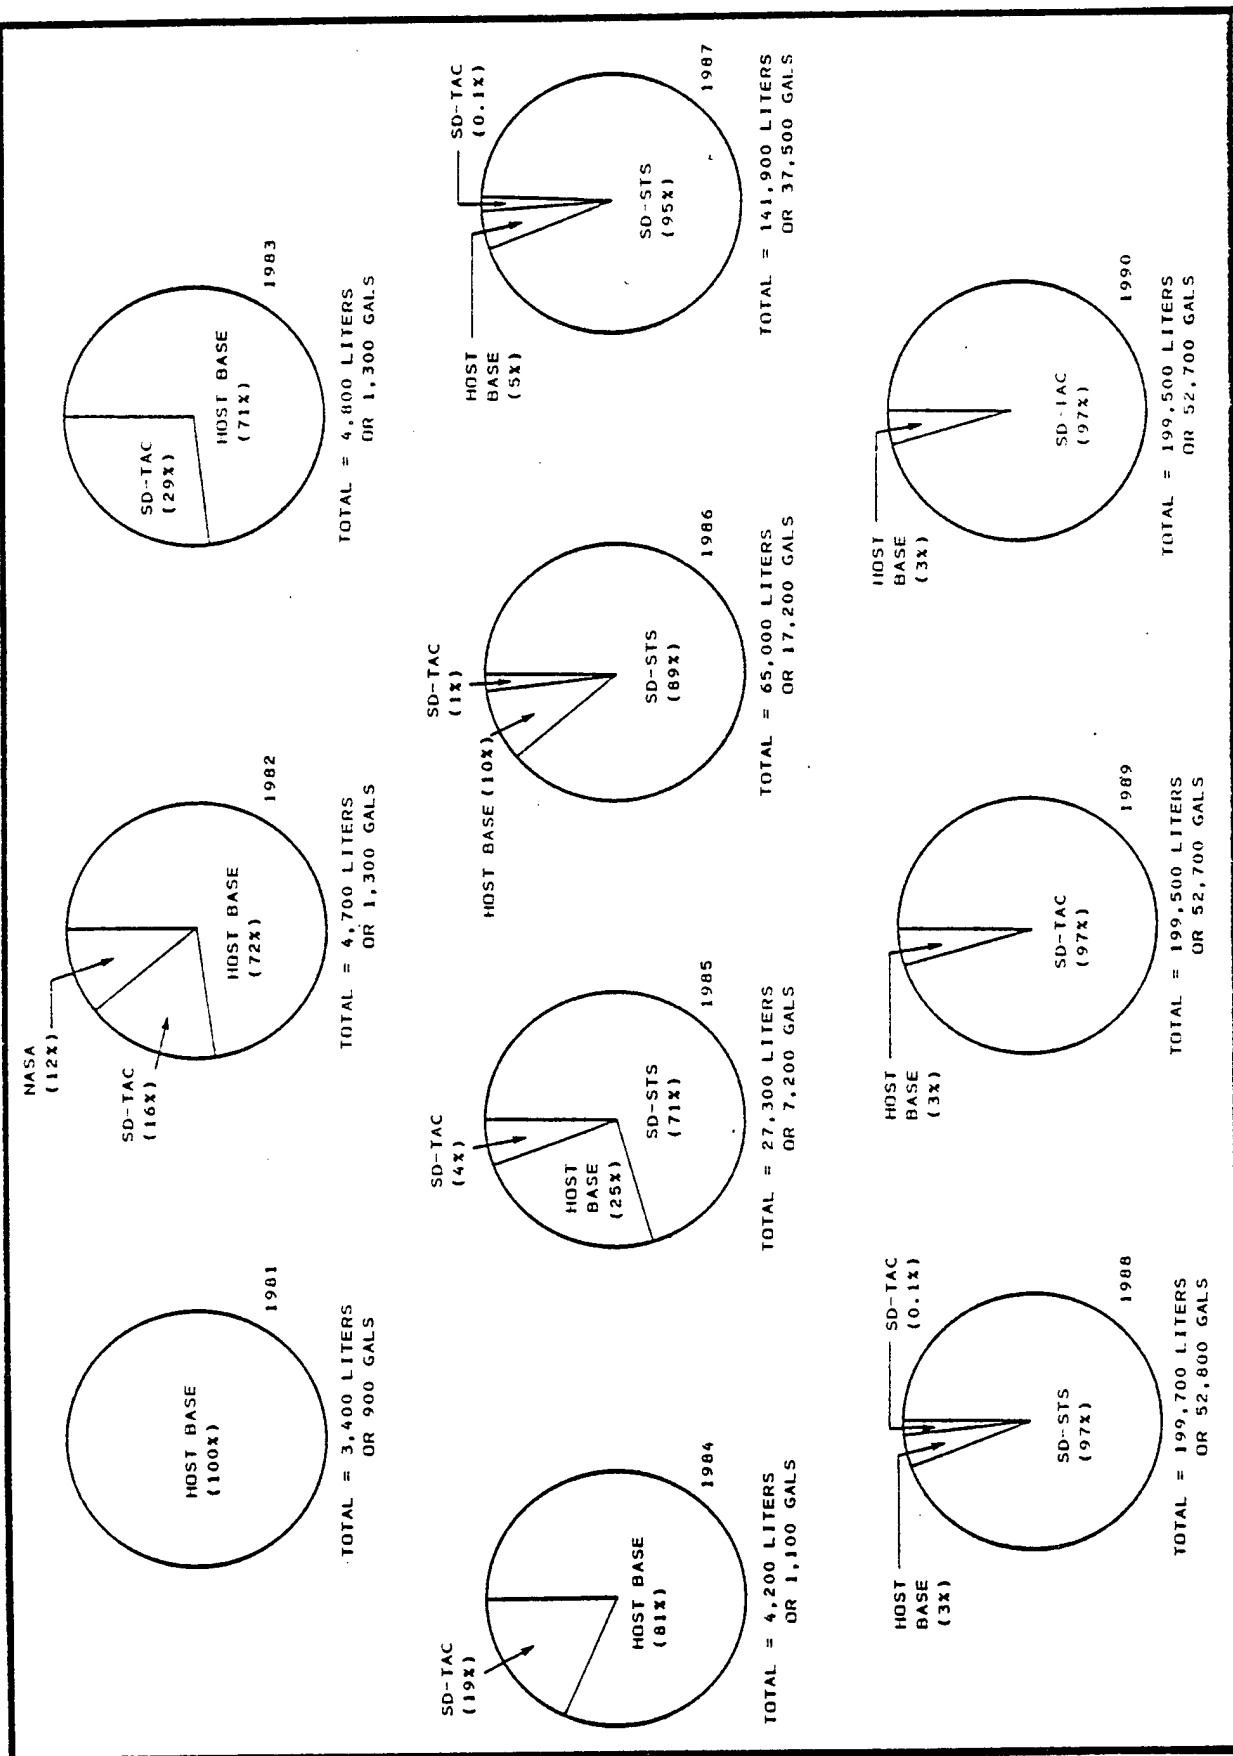 HOST BASE
(100%)
1981
TOTAL = 3,400 LITERS
OR 900 GALS
NASA
(12%)
SD-TAC
(16%)
HOST BASE
(72%)
1982
TOTAL = 4,700 LITERS
OR 1,300 GALS
SD-TAC
(29%)
HOST BASE
(71%)
1983
TOTAL = 4,800 LITERS
OR 1,300 GALS
SD-TAC
(19%)
HOST BASE
(81%)
1984
TOTAL = 4,200 LITERS
OR 1,100 GALS
SD-TAC
(4%)
HOST
BASE
(25%)
SD-STS
(71%)
1985
TOTAL = 27,300 LITERS
OR 7,200 GALS
SD-TAC
(1%)
HOST BASE (10%)
SD-STS
(89%)
1986
TOTAL = 65,000 LITERS
OR 17,200 GALS
SD-TAC
(0.1%)
HOST
BASE
(5%)
SD-STS
(95%)
1987
TOTAL = 141,900 LITERS
OR 37,500 GALS
SD-TAC
(0.1%)
HOST
BASE
(3%)
SD-STS
(97%)
1988
TOTAL = 199,700 LITERS
OR 52,800 GALS
HOST
BASE
(3%)
SD-TAC
(97%)
1989
TOTAL = 199,500 LITERS
OR 52,700 GALS
HOST
BASE
(3%)
SD-TAC
(97%)
1990
TOTAL = 199,500 LITERS
OR 52,700 GALS